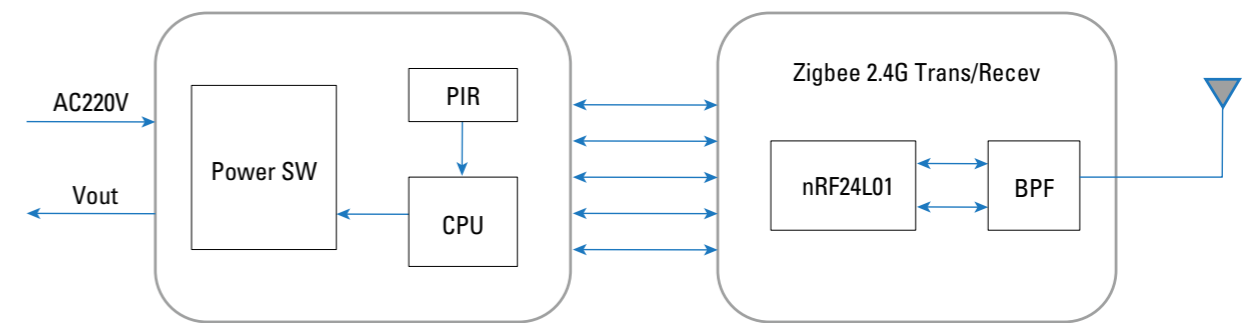 AC220V
Vout
Power SW
PIR
CPU
Zigbee 2.4G Trans/Recev
nRF24L01
BPF